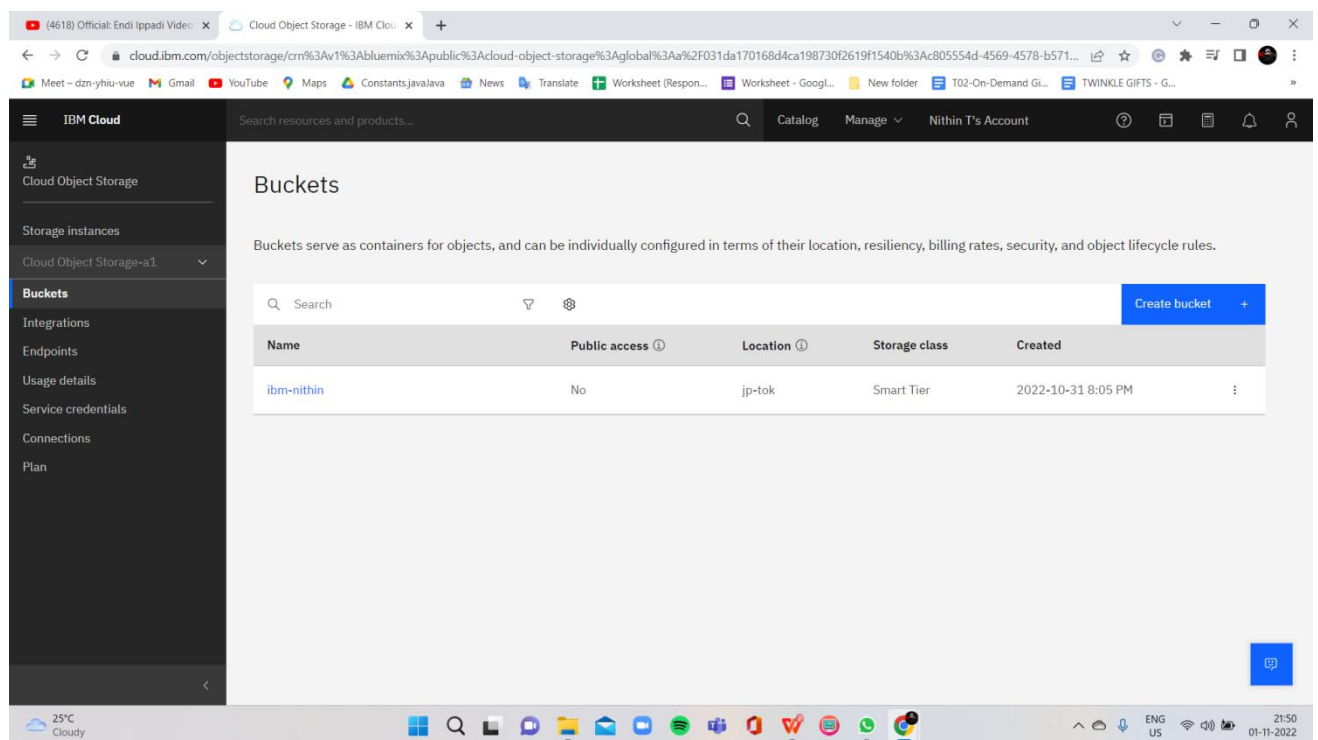 (4618) Official: Endi Ippadi Video
Cloud Object Storage - IBM Clou
cloud.ibm.com/objectstorage/crn%3Av1%3Abluemix%3Apublic%3Acloud-object-storage%3Aglobal%3Aa%2F031da170168d4ca198730f2619f1540b%3Ac805554d-4569-4578-b571...
Meet – dzn-yhiu-vue Gmail YouTube Maps Constants.javaJava News Translate Worksheet (Respon... Worksheet - Googl... New folder T02-On-Demand Gi... TWINKLE GIFTS - G... »
IBM Cloud Search resources and products... Catalog Manage Nithin T's Account
Cloud Object Storage
Storage instances
Cloud Object Storage-a1
Buckets
Integrations
Endpoints
Usage details
Service credentials
Connections
Plan
Buckets
Buckets serve as containers for objects, and can be individually configured in terms of their location, resiliency, billing rates, security, and object lifecycle rules.
Search Create bucket +
Name Public access Location Storage class Created
ibm-nithin No jp-tok Smart Tier 2022-10-31 8:05 PM
25°C
Cloudy
ENG
US
21:50
01-11-2022